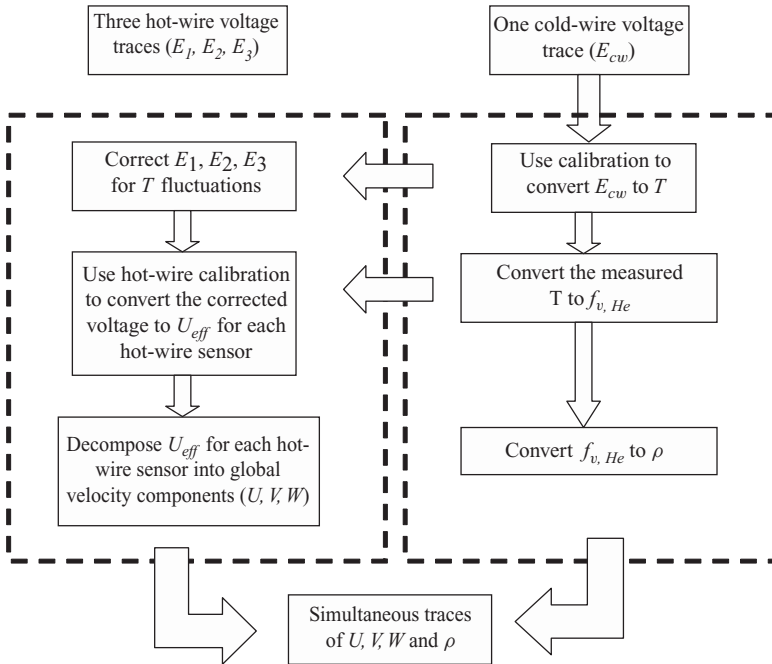 Three hot-wire voltage
traces (E1, E2, E3)
One cold-wire voltage
trace (Ecw)
Correct E1, E2, E3
for T fluctuations
Use calibration to
convert Ecw to T
Use hot-wire calibration
to convert the corrected
voltage to Ueff for each
hot-wire sensor
Convert the measured
T to fv, He
Decompose Ueff for each hot-
wire sensor into global
velocity components (U, V, W)
Convert fv, He to ρ
Simultaneous traces
of U, V, W and ρ